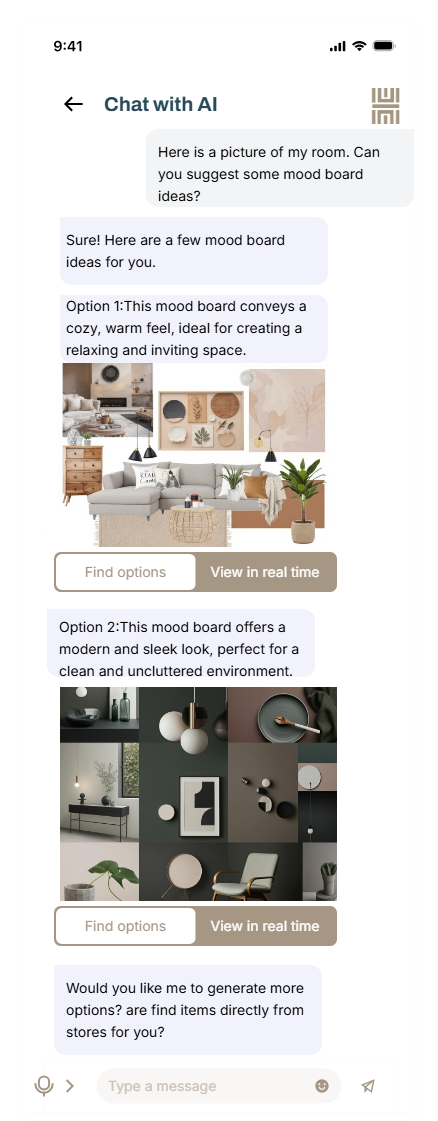 9:41
Chat with AI
Here is a picture of my room. Can
you suggest some mood board
ideas?
Sure! Here are a few mood board
ideas for you.
Option 1:This mood board conveys a
cozy, warm feel, ideal for creating a
relaxing and inviting space.
Find options
View in real time
Option 2:This mood board offers a
modern and sleek look, perfect for a
clean and uncluttered environment.
Find options
View in real time
Would you like me to generate more
options? are find items directly from
stores for you?
Type a message